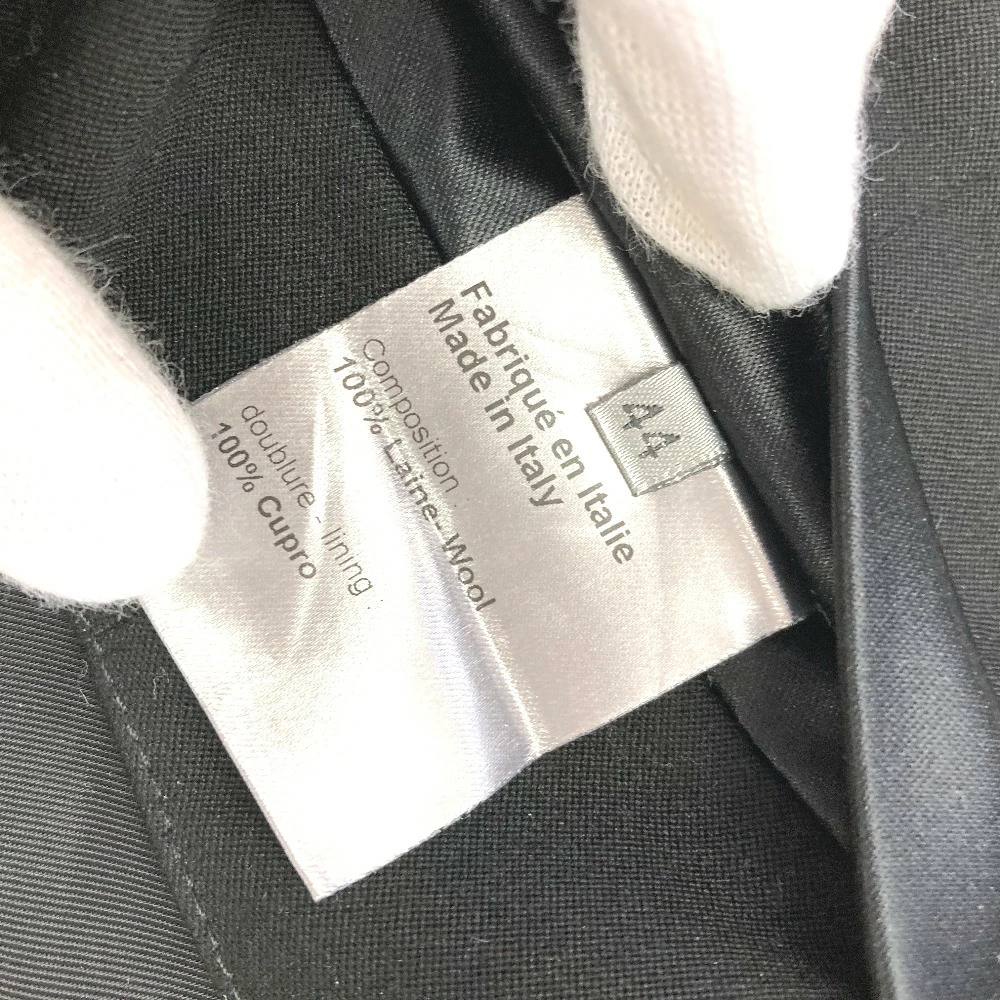 44
Fabriqué en Italie
Made in Italy
Composition
100% Laine-Wool
doublure - lining :
100% Cupro